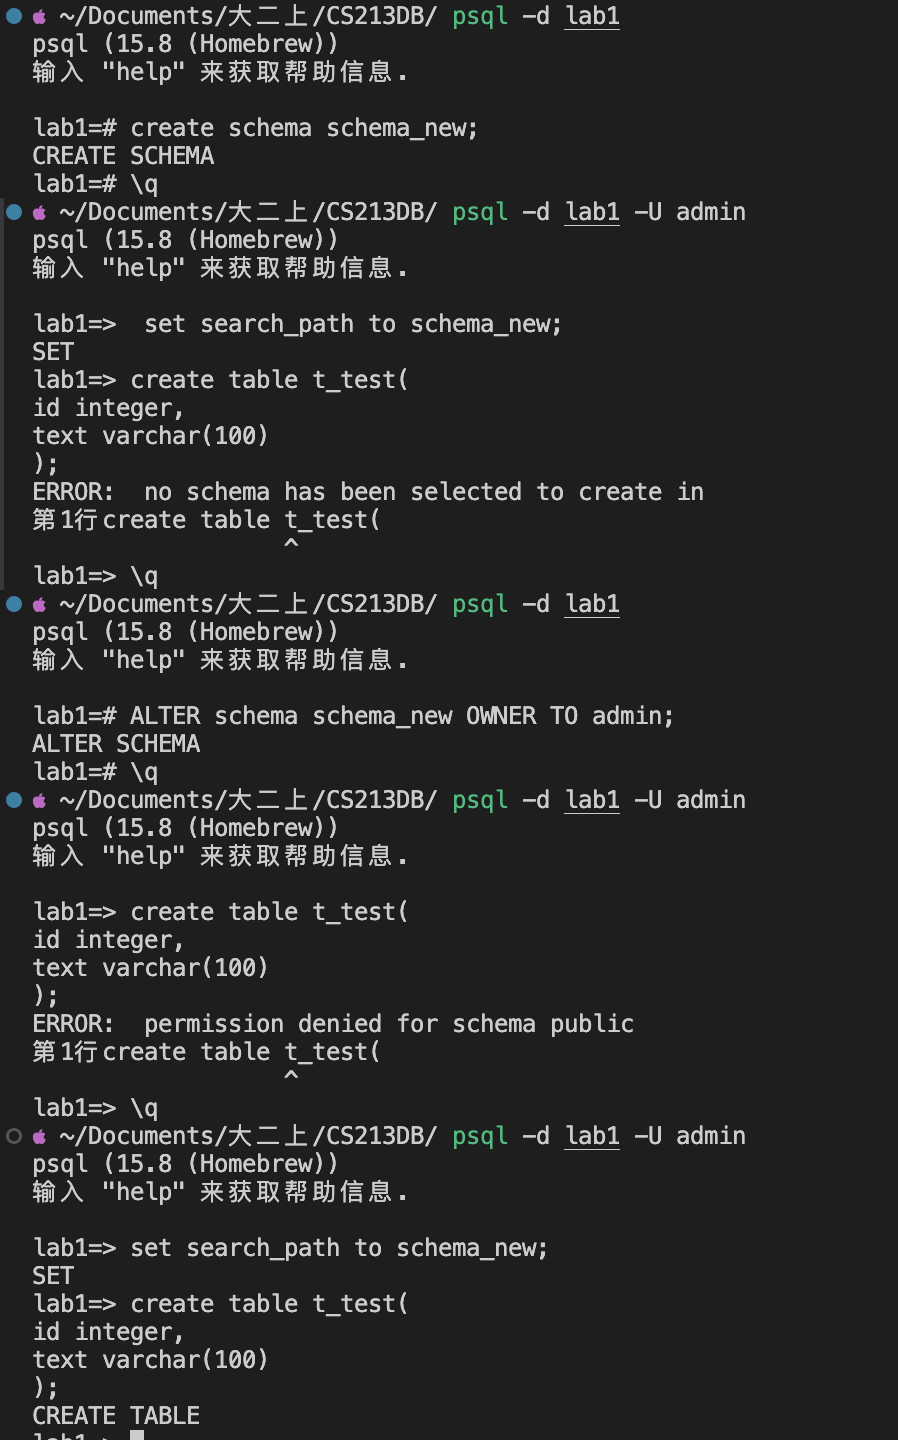 ~/Documents/大二上/CS213DB/ psql -d lab1
psql (15.8 (Homebrew))
输入 "help" 来获取帮助信息.
lab1=# create schema schema_new;
CREATE SCHEMA
lab1=# \q
~/Documents/大二上/CS213DB/ psql -d lab1 -U admin
psql (15.8 (Homebrew))
输入 "help" 来获取帮助信息.
lab1=>  set search_path to schema_new;
SET
lab1=> create table t_test(
id integer,
text varchar(100)
);
ERROR:  no schema has been selected to create in
第1行create table t_test(
^
lab1=> \q
~/Documents/大二上/CS213DB/ psql -d lab1
psql (15.8 (Homebrew))
输入 "help" 来获取帮助信息.
lab1=# ALTER schema schema_new OWNER TO admin;
ALTER SCHEMA
lab1=# \q
~/Documents/大二上/CS213DB/ psql -d lab1 -U admin
psql (15.8 (Homebrew))
输入 "help" 来获取帮助信息.
lab1=> create table t_test(
id integer,
text varchar(100)
);
ERROR:  permission denied for schema public
第1行create table t_test(
^
lab1=> \q
~/Documents/大二上/CS213DB/ psql -d lab1 -U admin
psql (15.8 (Homebrew))
输入 "help" 来获取帮助信息.
lab1=> set search_path to schema_new;
SET
lab1=> create table t_test(
id integer,
text varchar(100)
);
CREATE TABLE
lab1=>